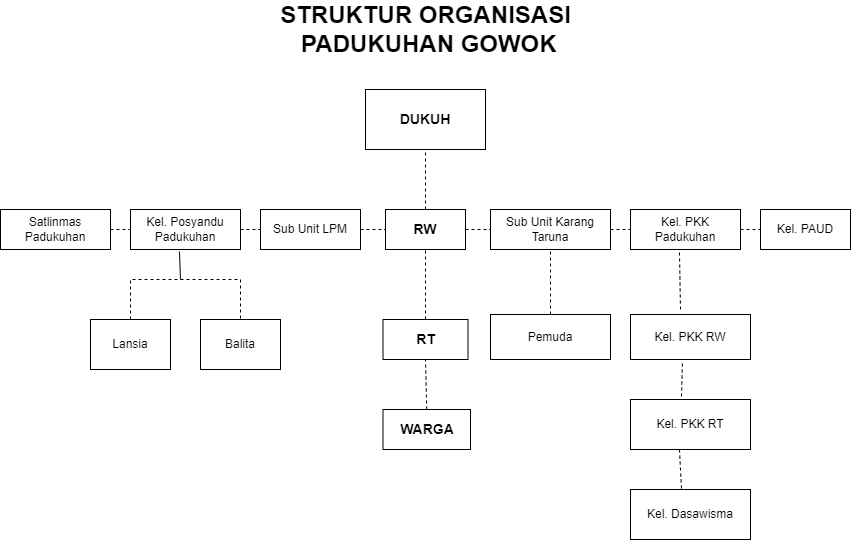 STRUKTUR ORGANISASI
PADUKUHAN GOWOK
DUKUH
Satlinmas
Padukuhan
Kel. Posyandu
Padukuhan
Sub Unit LPM
RW
Sub Unit Karang
Taruna
Kel. PKK
Padukuhan
Kel. PAUD
Lansia
Balita
RT
Pemuda
Kel. PKK RW
WARGA
Kel. PKK RT
Kel. Dasawisma